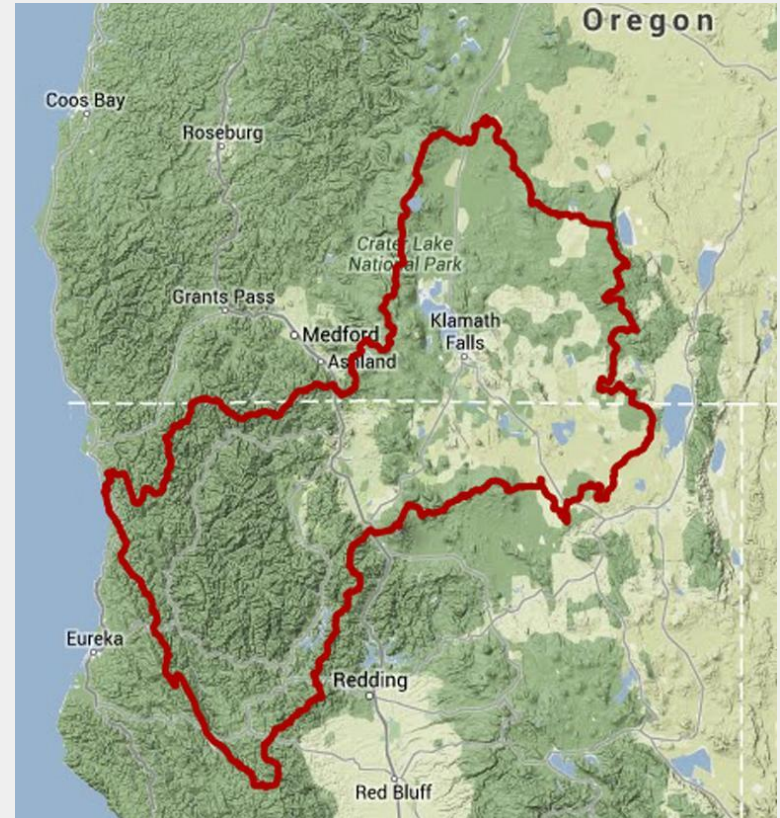 Oregon
Coos Bay
Roseburg
Crater Lake
National Park
Grants Pass
Medford
Klamath
Falls
Ashland
Eureka
Redding
Red Bluff